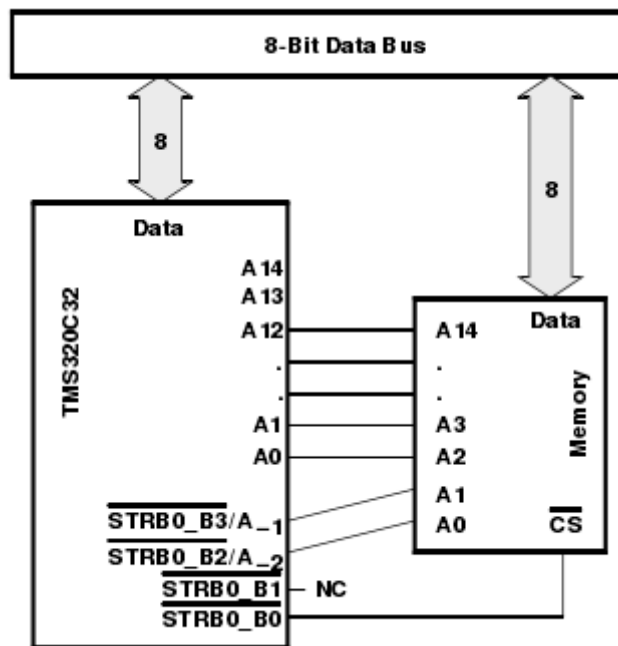 8-Bit Data Bus
8
8
Data
TMS320C32
A14
A13
A12
.
.
A1
A0
STRB0_B3/A_1
STRB0_B2/A_2
STRB0_B1
NC
STRB0_B0
Data
Memory
A14
.
.
A3
A2
A1
A0
CS